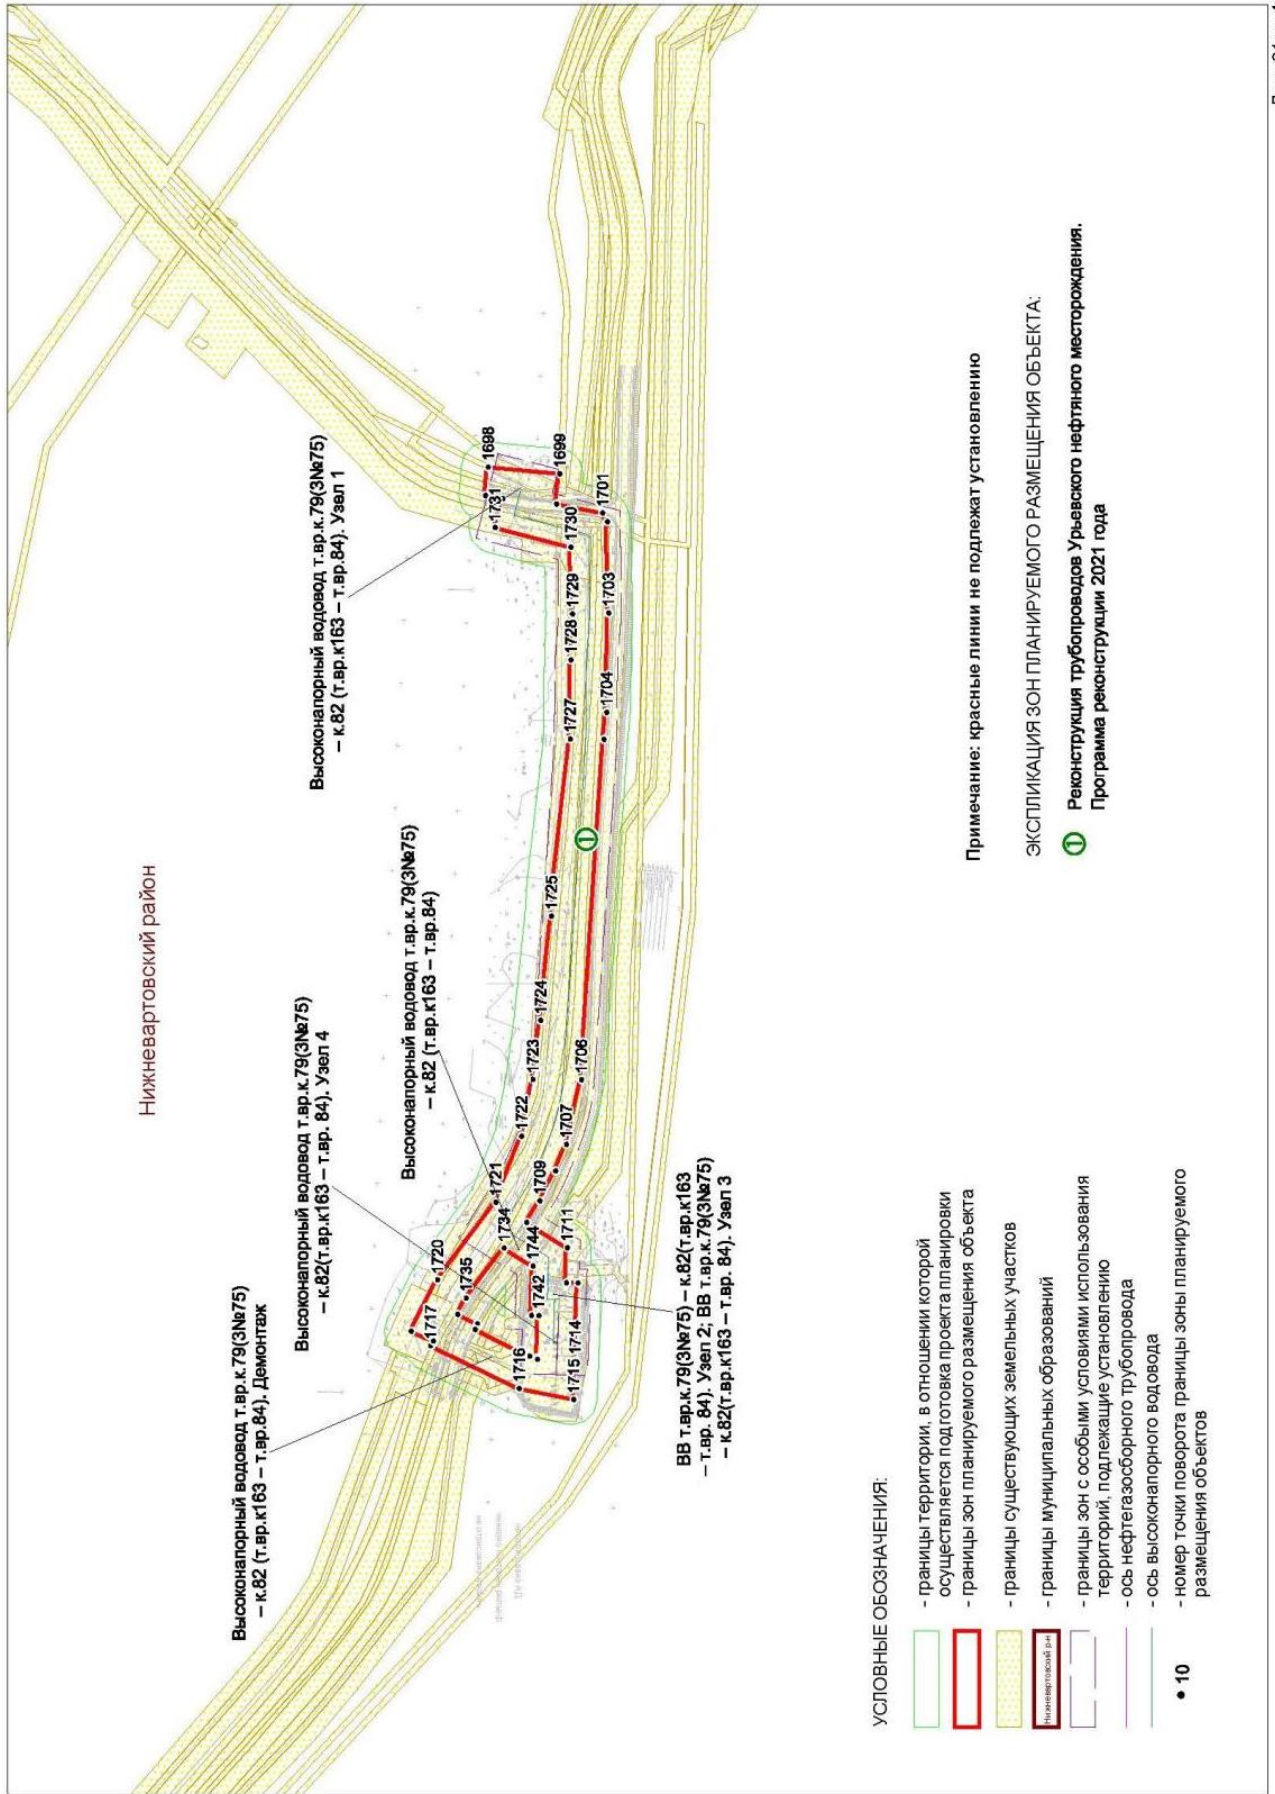 Нижневартовский район
Высоконапорный водовод т.вр.к.79(3№75)
– к.82 (т.вр.к163 – т.вр.84). Демонтаж
Высоконапорный водовод т.вр.к.79(3№75)
– к.82(т.вр.к163 – т.вр. 84). Узел 4
Высоконапорный водовод т.вр.к.79(3№75)
– к.82 (т.вр.к163 – т.вр.84)
Высоконапорный водовод т.вр.к.79(3№75)
– к.82 (т.вр.к163 – т.вр.84). Узел 1
1717
1720
1735
1721
1734
1716
1742
1744
1715
1714
1711
1709
1707
1706
1722
1723
1724
1725
1727
1728
1729
1730
1731
1698
1699
1701
1703
1704
1
ВВ т.вр.к.79(3№75) – к.82(т.вр.к163
– т.вр. 84). Узел 2; ВВ т.вр.к.79(3№75)
– к.82(т.вр.к163 – т.вр. 84). Узел 3
УСЛОВНЫЕ ОБОЗНАЧЕНИЯ:
- границы территории, в отношении которой
осуществляется подготовка проекта планировки
- границы зон планируемого размещения объекта
- границы существующих земельных участков
Нижневартовский р-н
- границы муниципальных образований
- границы зон с особыми условиями использования
территорий, подлежащие установлению
- ось нефтегазосборного трубопровода
- ось высоконапорного водовода
• 10 - номер точки поворота границы зоны планируемого
размещения объектов
Примечание: красные линии не подлежат установлению
ЭКСПЛИКАЦИЯ ЗОН ПЛАНИРУЕМОГО РАЗМЕЩЕНИЯ ОБЪЕКТА:
1 Реконструкция трубопроводов Урьевского нефтяного месторождения.
Программа реконструкции 2021 года